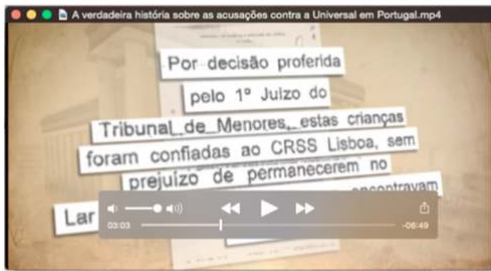 A verdadeira história sobre as acusações contra a Universal em Portugal.mp4
Por decisão proferida
pelo 1º Juízo do
Tribunal de Menores, estas crianças
foram confiadas ao CRSS Lisboa, sem
prejuízo de permanecerem no
Lar encontravam
03:03
-06:49